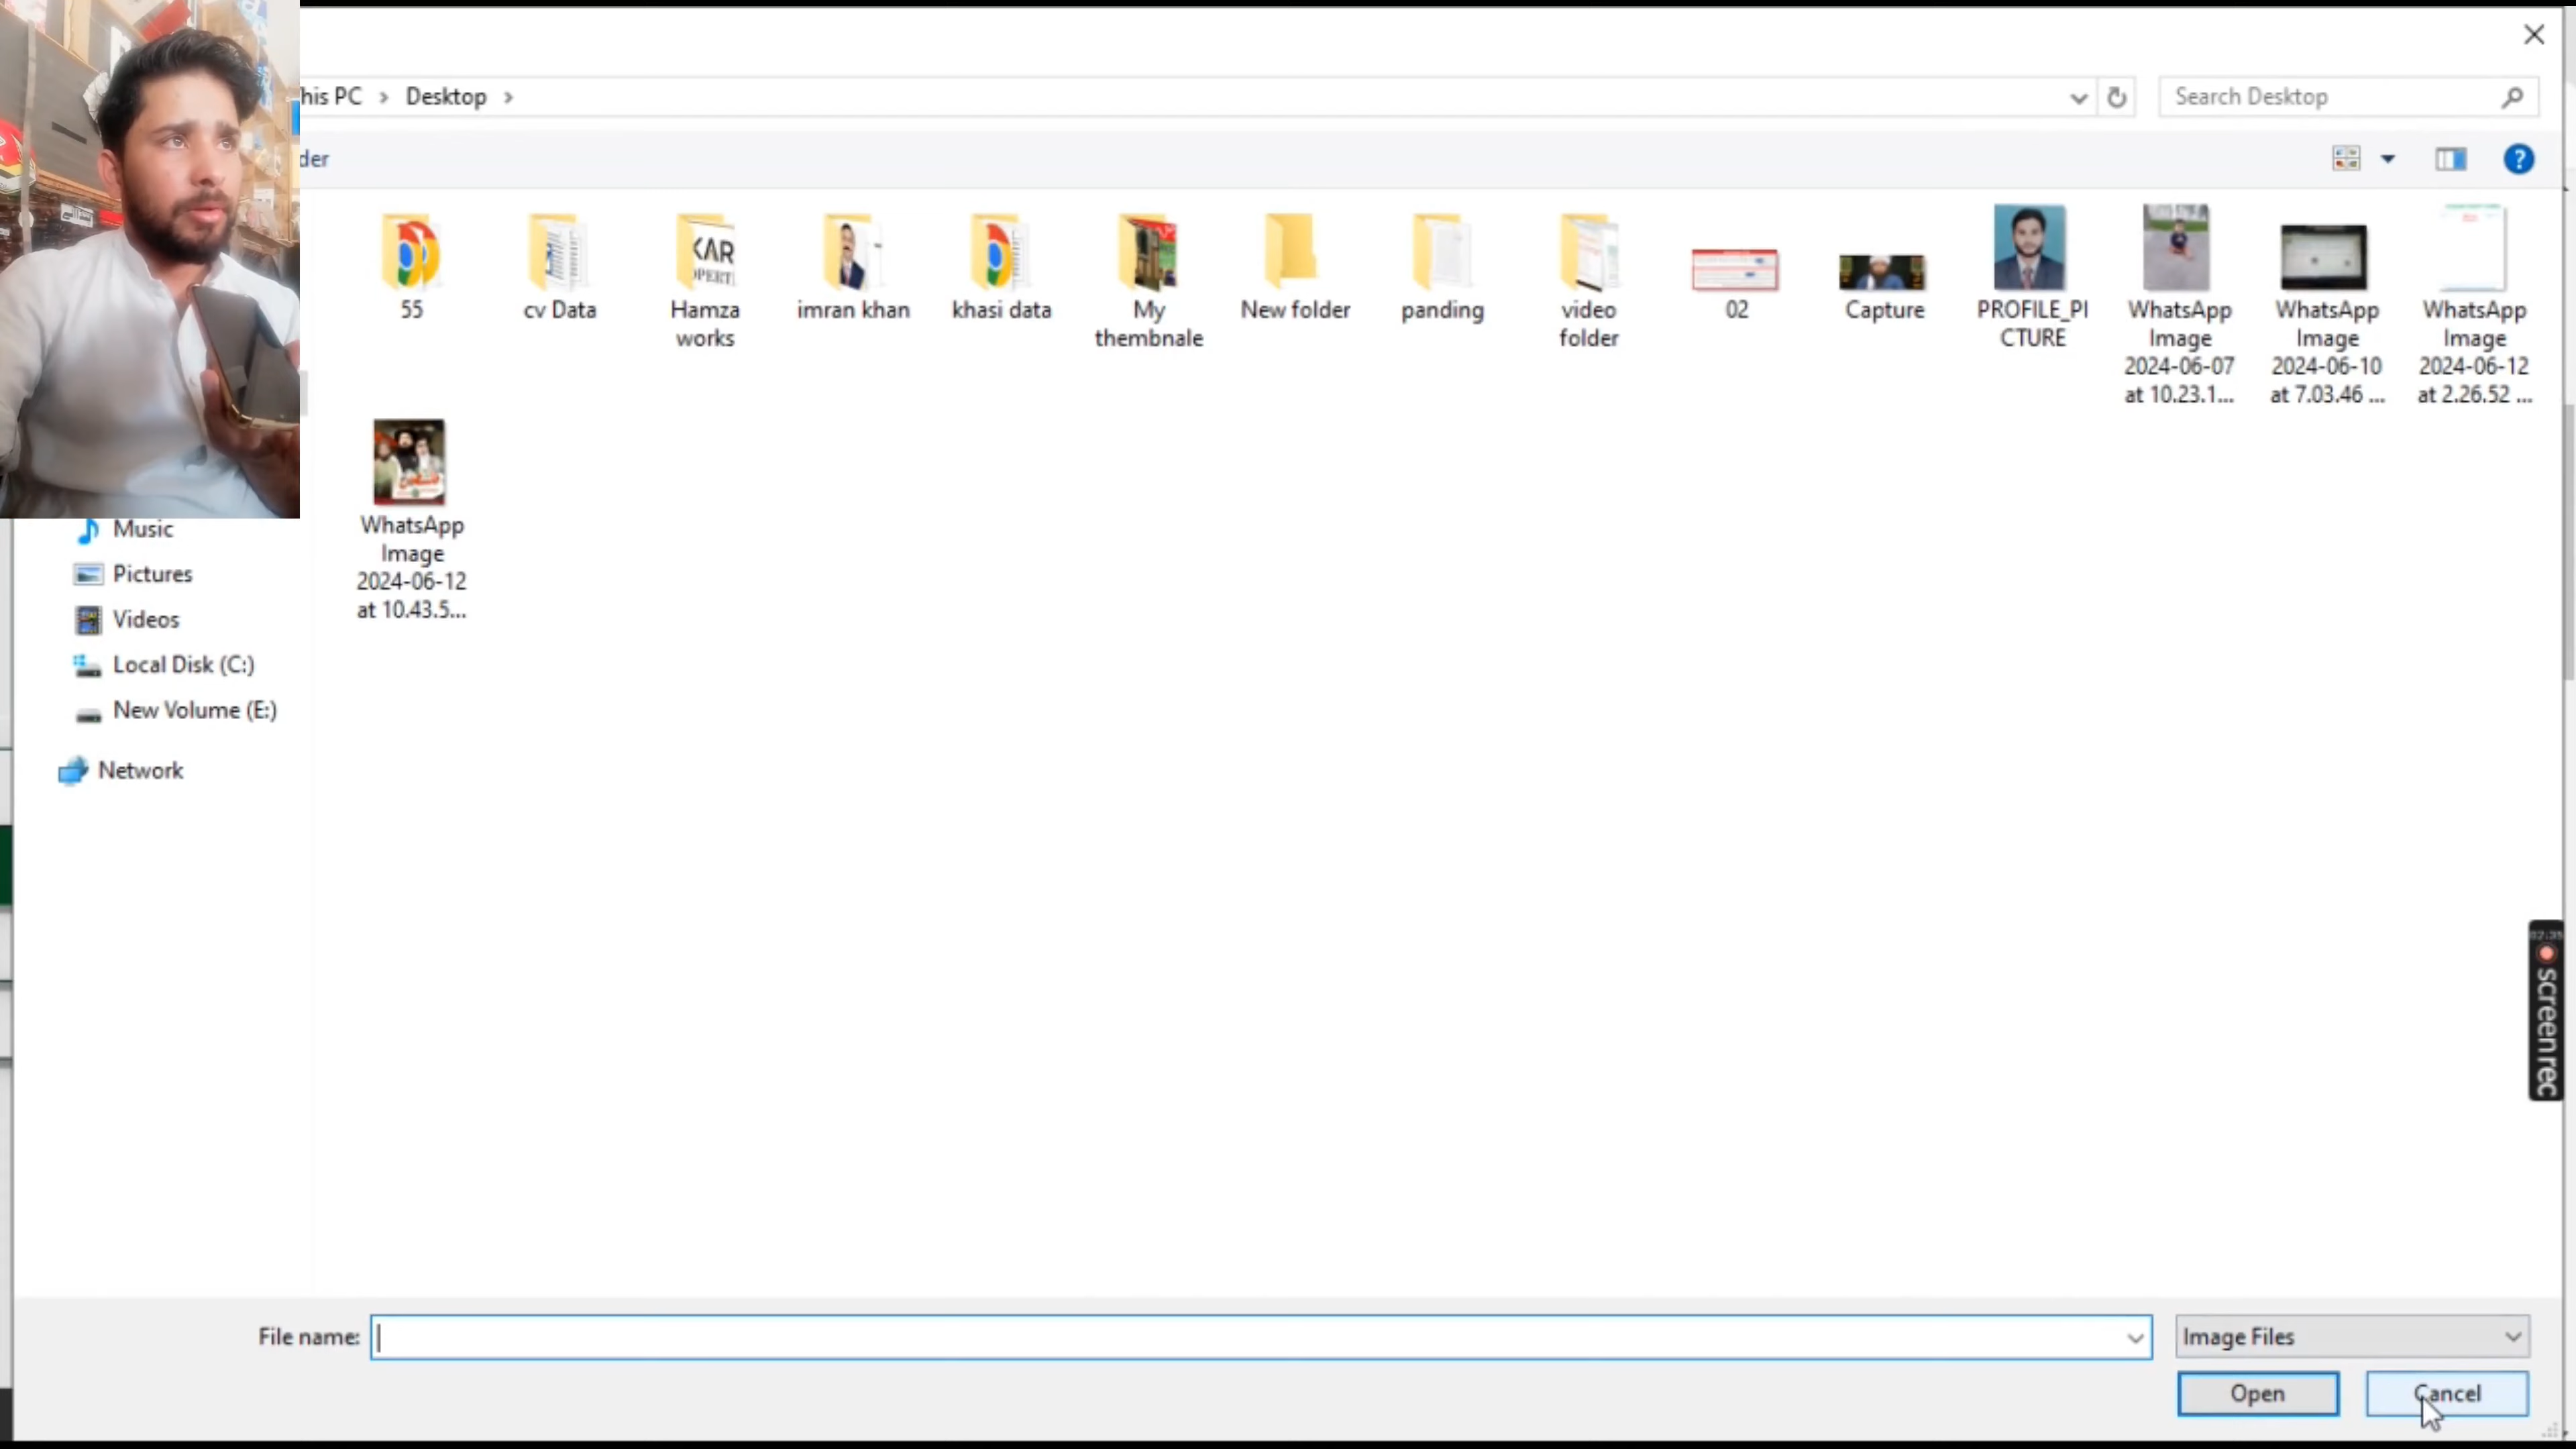 his PC > Desktop >
Search Desktop
der
55
cv Data
KAR
OPERTI
Hamza
works
imran khan
khasi data
My
thembnale
New folder
panding
video
folder
02
Capture
PROFILE_PI
CTURE
WhatsApp
Image
2024-06-07
at 10.23.1...
WhatsApp
Image
2024-06-10
at 7.03.46 ...
WhatsApp
Image
2024-06-12
at 2.26.52 ...
WhatsApp
Image
2024-06-12
at 10.43.5...
Music
Pictures
Videos
Local Disk (C:)
New Volume (E:)
Network
02:35
screenrec
File name:
Image Files
Open
Cancel